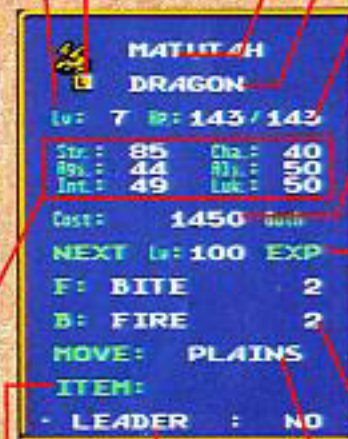 DRAGON
Lv: 7 HP: 143/143
Str.: 85 Cha.: 40
Agi.: 44 Ali.: 50
Int.: 49 Luk.: 50
Cost: 1450 Goth
NEXT Lv: 100 EXP
F: BITE 2
B: FIRE 2
MOVE: PLAINS
ITEM:
- LEADER : NO